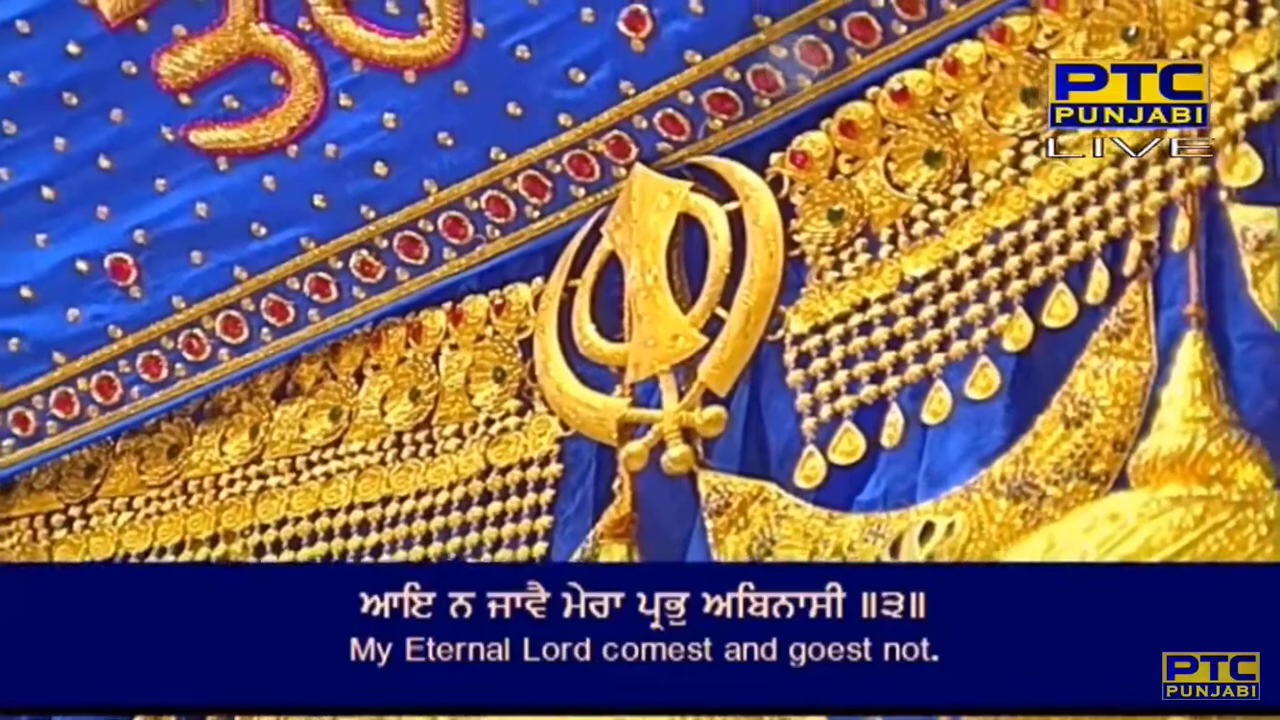 PTC
PUNJABI
LIVE
ਆਇ ਨ ਜਾਵੈ ਮੇਰਾ ਪ੍ਰਭੁ ਅਬਿਨਾਸੀ ॥੩॥
My Eternal Lord comest and goest not.
PTC
PUNJABI